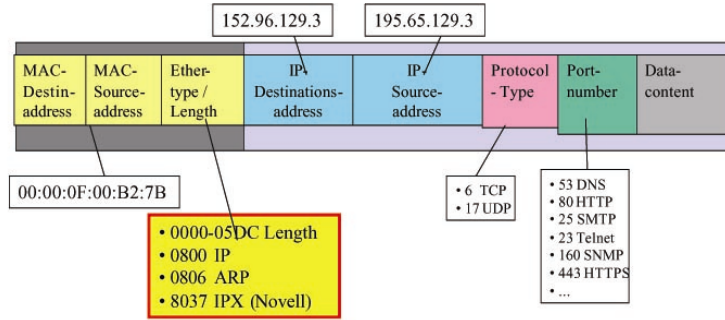 152.96.129.3
195.65.129.3
MAC-
Destin-
address
MAC-
Source-
address
Ether-
type /
Length
IP-
Destinations-
address
IP-
Source-
address
Protocol
- Type
Port-
number
Data-
content
00:00:0F:00:B2:7B
• 0000-05DC Length
• 0800 IP
• 0806 ARP
• 8037 IPX (Novell)
• 6 TCP
• 17 UDP
• 53 DNS
• 80 HTTP
• 25 SMTP
• 23 Telnet
• 160 SNMP
• 443 HTTPS
• ...